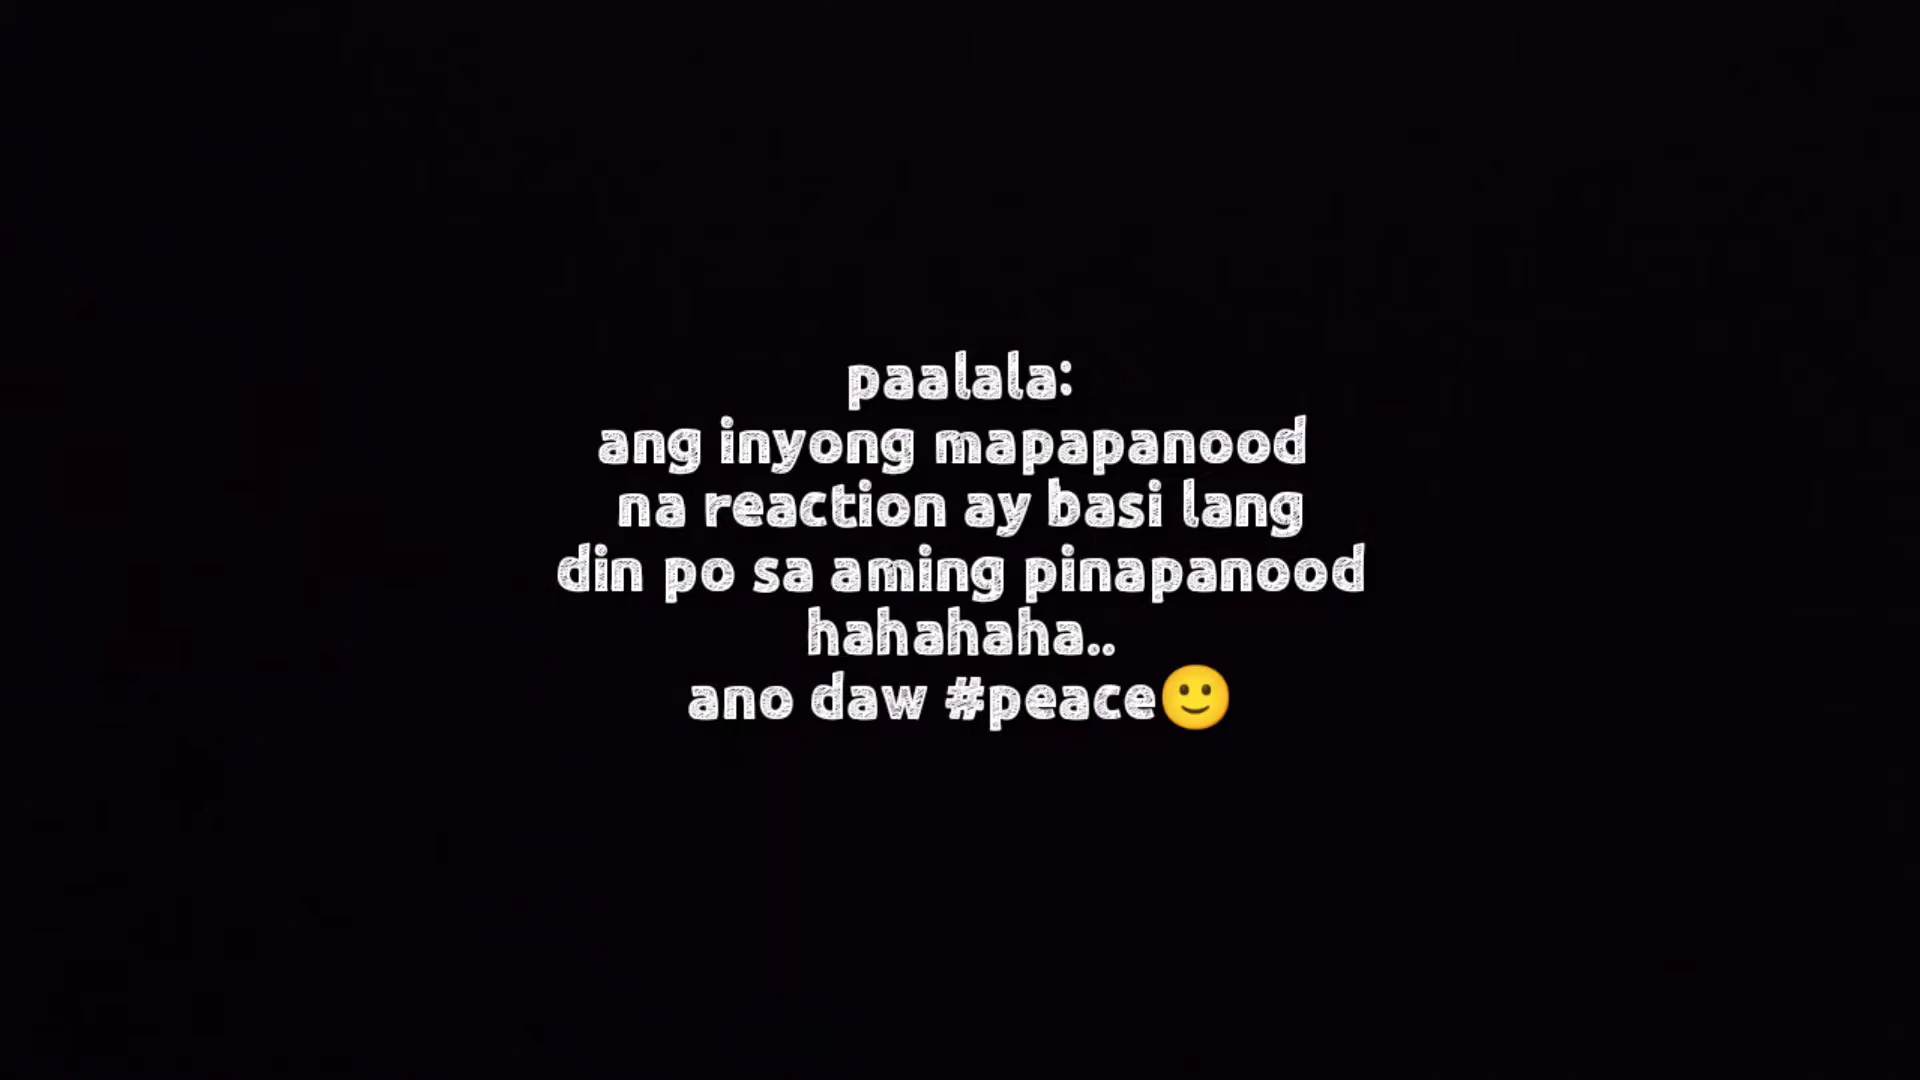 paalala:
ang inyong mapapanood
na reaction ay basi lang
din po sa aming pinapanood
hahahaha..
ano daw #peace🙂